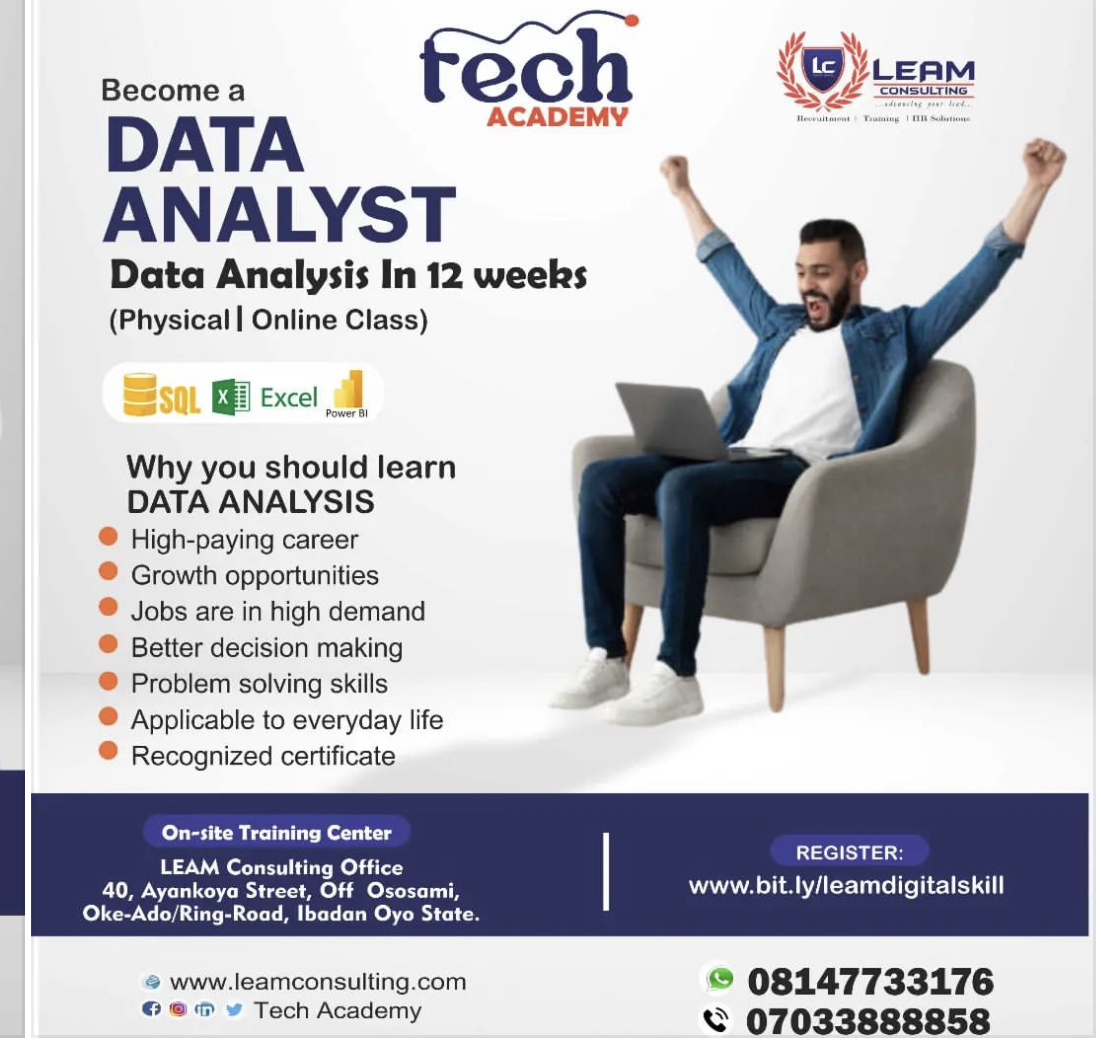 tech
ACADEMY
LC
LEAM
CONSULTING
...advancing your lead...
Recruitment | Training | HR Solutions
Become a
DATA
ANALYST
Data Analysis In 12 weeks
(Physical | Online Class)
SQL
X
Excel
Power BI
Why you should learn
DATA ANALYSIS
High-paying career
Growth opportunities
Jobs are in high demand
Better decision making
Problem solving skills
Applicable to everyday life
Recognized certificate
On-site Training Center
LEAM Consulting Office
40, Ayankoya Street, Off Ososami,
Oke-Ado/Ring-Road, Ibadan Oyo State.
REGISTER:
www.bit.ly/leamdigitalskill
www.leamconsulting.com
Tech Academy
08147733176
07033888858